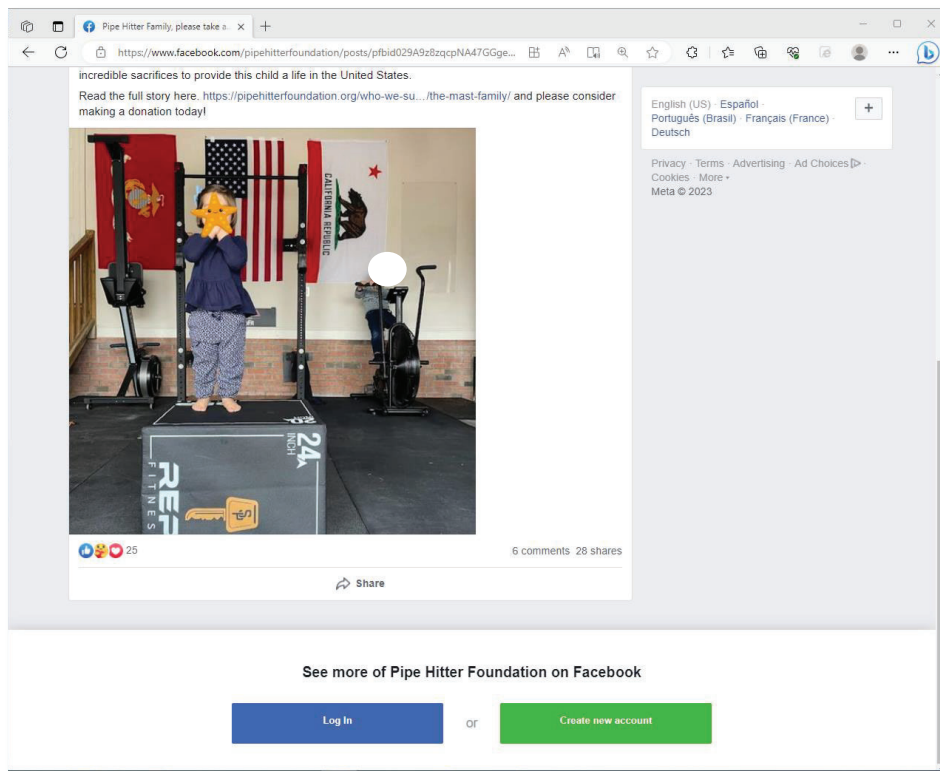 Pipe Hitter Family, please take a
https://www.facebook.com/pipehitterfoundation/posts/pfbid029A9z8zqcpNA47GGge...
incredible sacrifices to provide this child a life in the United States.
Read the full story here. https://pipehitterfoundation.org/who-we-su.../the-mast-family/ and please consider
making a donation today!
CALIFORNIA REPUBLIC
24
INCH
REP
FITNESS
25
6 comments 28 shares
Share
English (US) · Español ·
Português (Brasil) · Français (France) ·
Deutsch
+
Privacy · Terms · Advertising · Ad Choices ·
Cookies · More
Meta © 2023
See more of Pipe Hitter Foundation on Facebook
Log In
or
Create new account